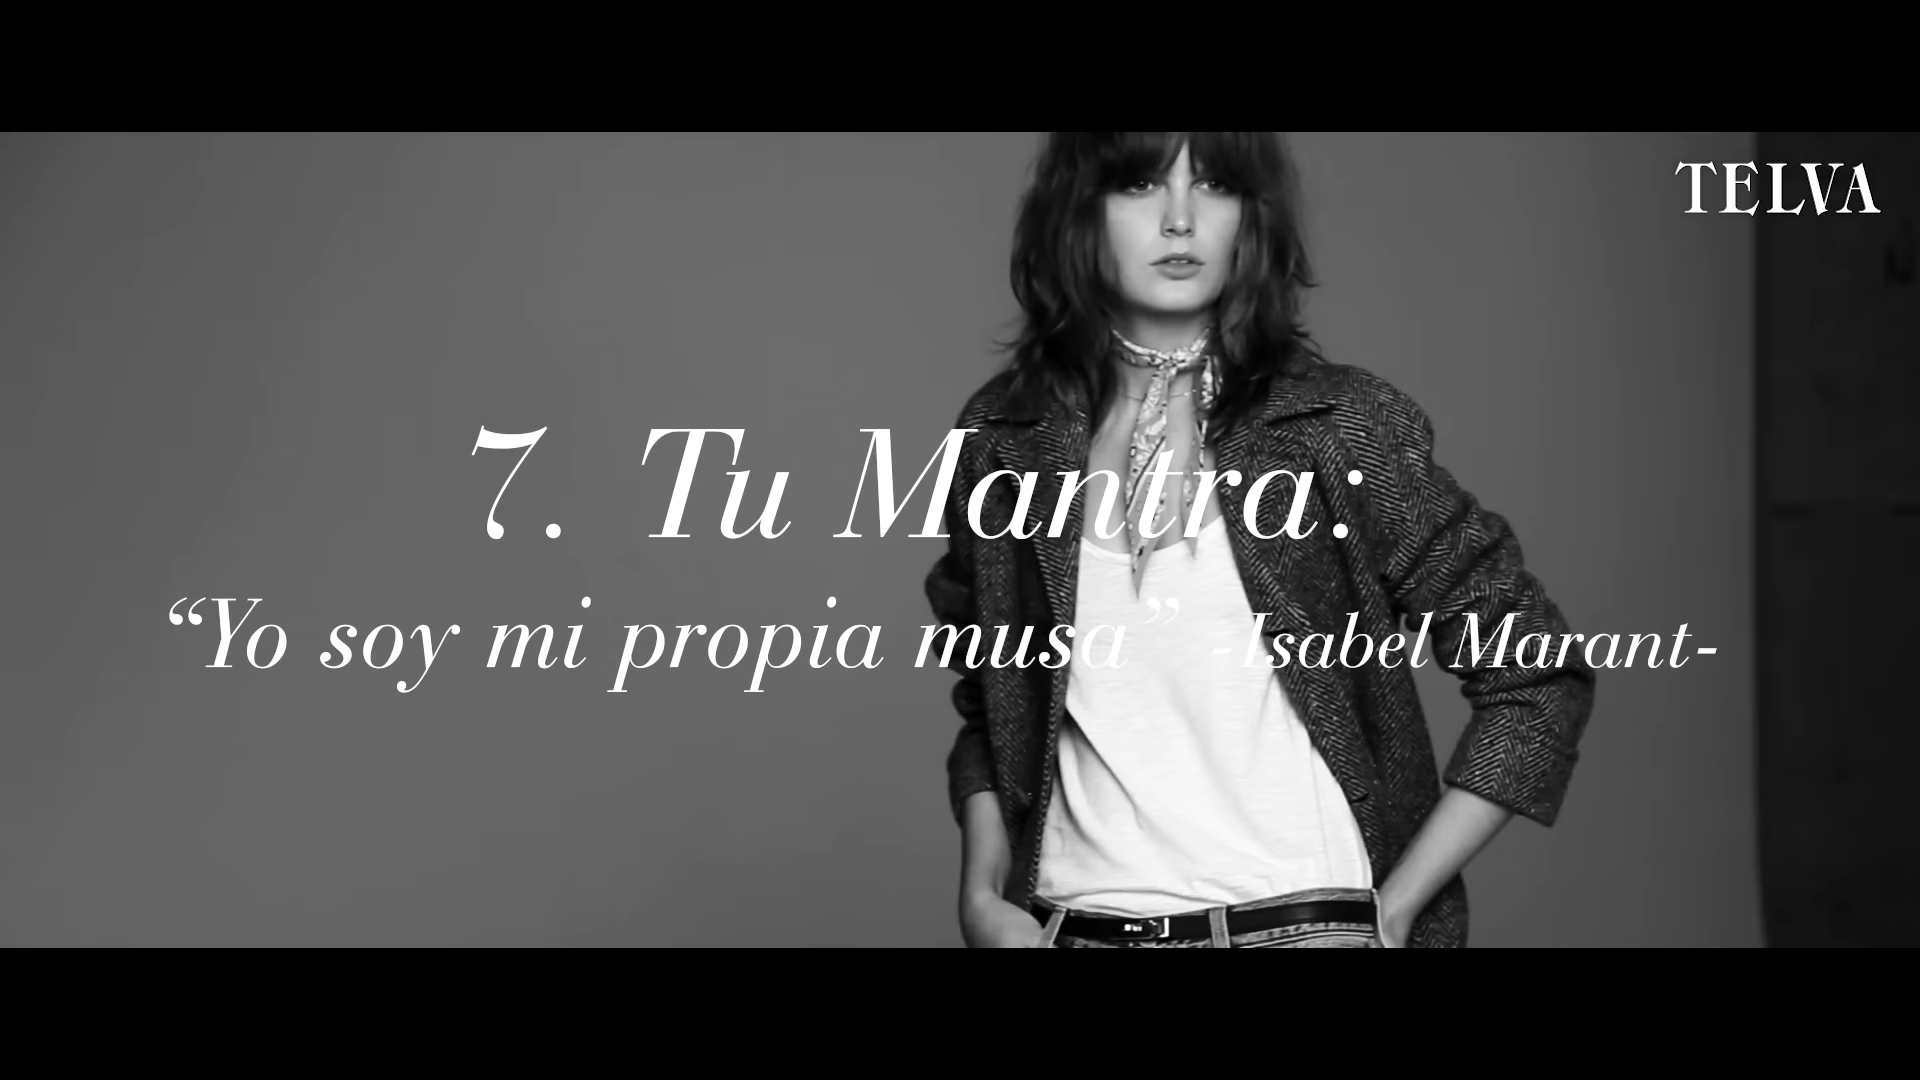 TELVA
7. Tu Mantra:
“Yo soy mi propia musa” -Isabel Marant-